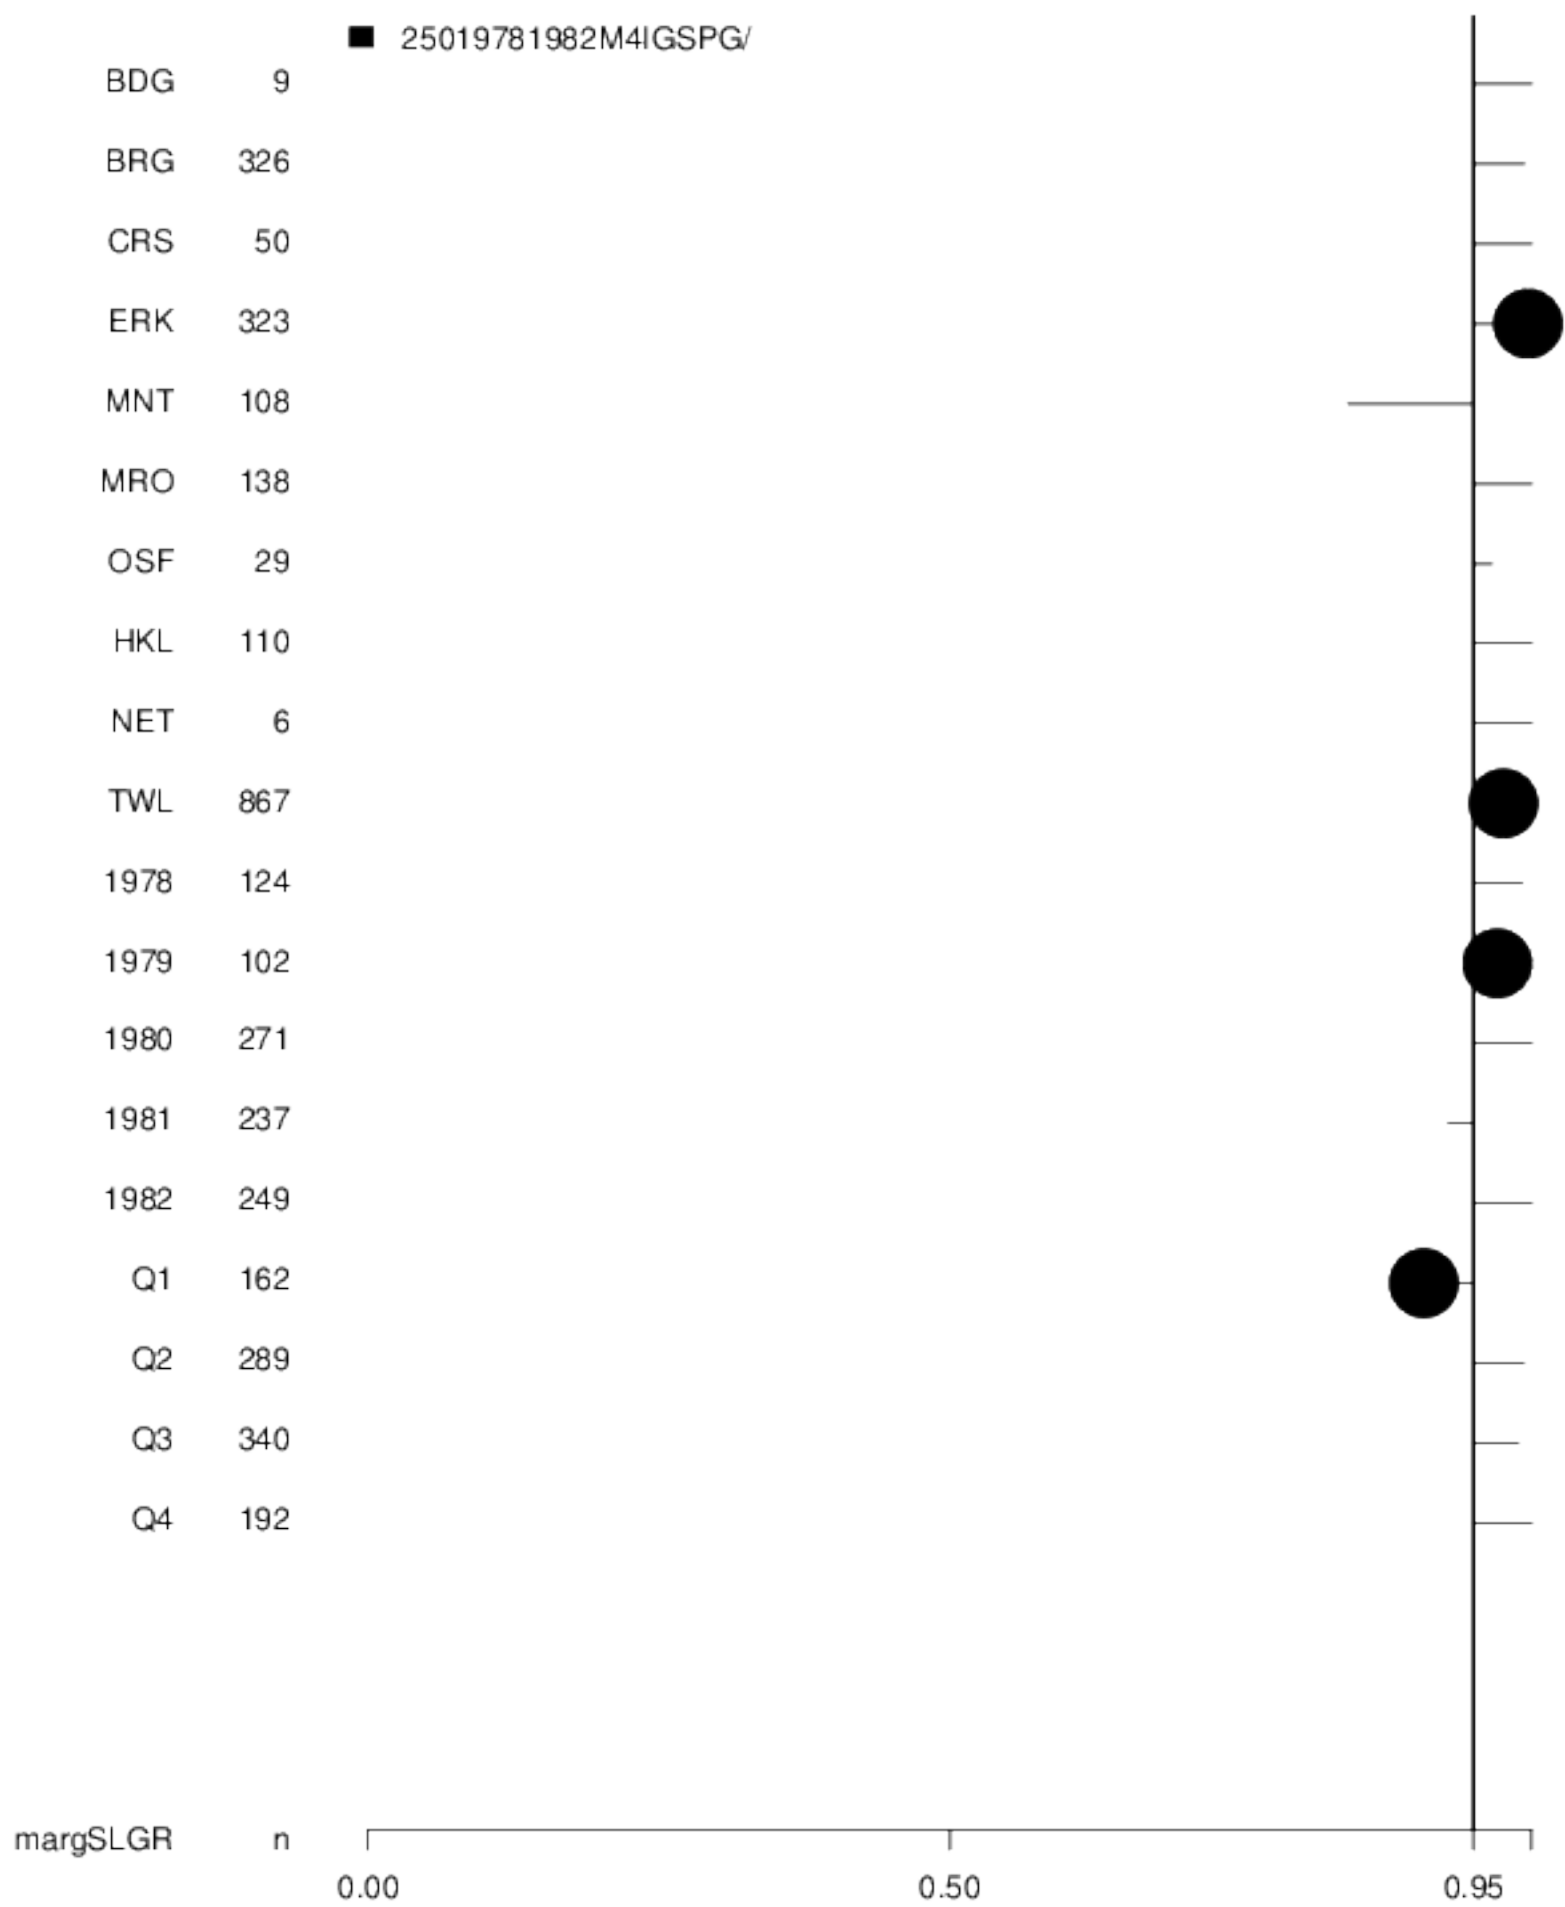 25019781982M4IGSPG/
BDG 9
BRG 326
CRS 50
ERK 323
MNT 108
MRO 138
OSF 29
HKL 110
NET 6
TWL 867
1978 124
1979 102
1980 271
1981 237
1982 249
Q1 162
Q2 289
Q3 340
Q4 192
margSLGR n
0.00 0.50 0.95